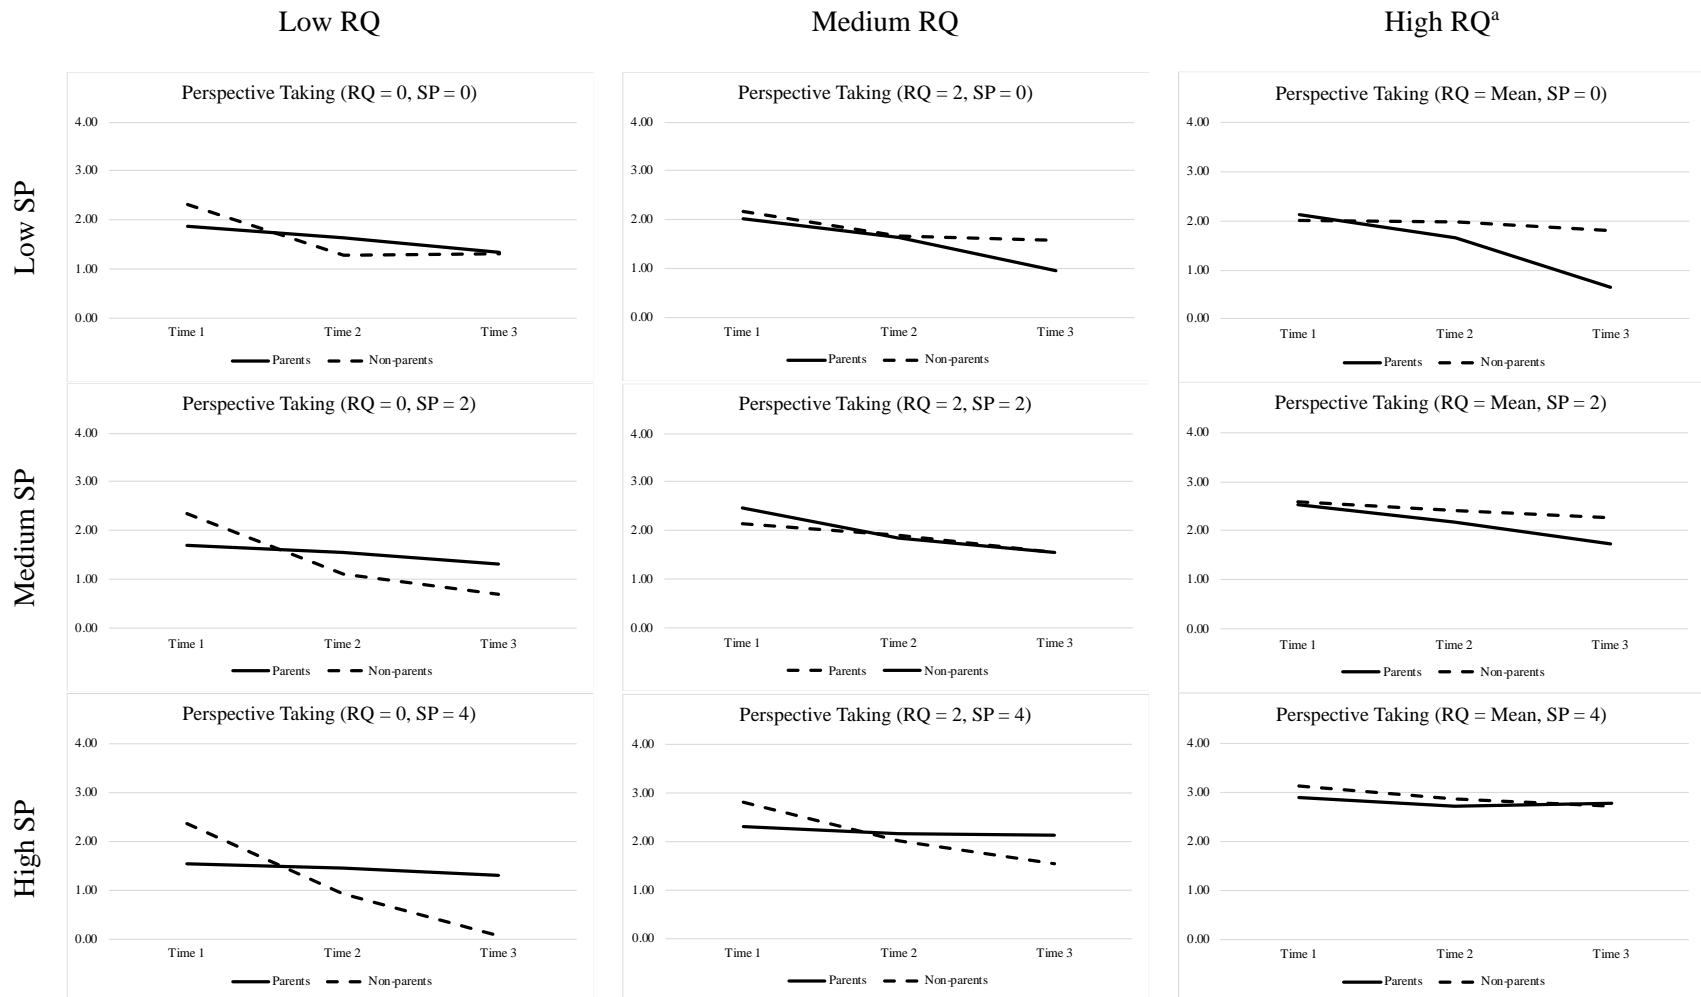 Low RQ
Medium RQ
High RQᵃ
Low SP
Perspective Taking (RQ = 0, SP = 0)
4.00
3.00
2.00
1.00
0.00
Time 1 Time 2 Time 3
Parents Non-parents
Perspective Taking (RQ = 2, SP = 0)
4.00
3.00
2.00
1.00
0.00
Time 1 Time 2 Time 3
Parents Non-parents
Perspective Taking (RQ = Mean, SP = 0)
4.00
3.00
2.00
1.00
0.00
Time 1 Time 2 Time 3
Parents Non-parents
Medium SP
Perspective Taking (RQ = 0, SP = 2)
4.00
3.00
2.00
1.00
0.00
Time 1 Time 2 Time 3
Parents Non-parents
Perspective Taking (RQ = 2, SP = 2)
4.00
3.00
2.00
1.00
0.00
Time 1 Time 2 Time 3
Parents Non-parents
Perspective Taking (RQ = Mean, SP = 2)
4.00
3.00
2.00
1.00
0.00
Time 1 Time 2 Time 3
Parents Non-parents
High SP
Perspective Taking (RQ = 0, SP = 4)
4.00
3.00
2.00
1.00
0.00
Time 1 Time 2 Time 3
Parents Non-parents
Perspective Taking (RQ = 2, SP = 4)
4.00
3.00
2.00
1.00
0.00
Time 1 Time 2 Time 3
Parents Non-parents
Perspective Taking (RQ = Mean, SP = 4)
4.00
3.00
2.00
1.00
0.00
Time 1 Time 2 Time 3
Parents Non-parents